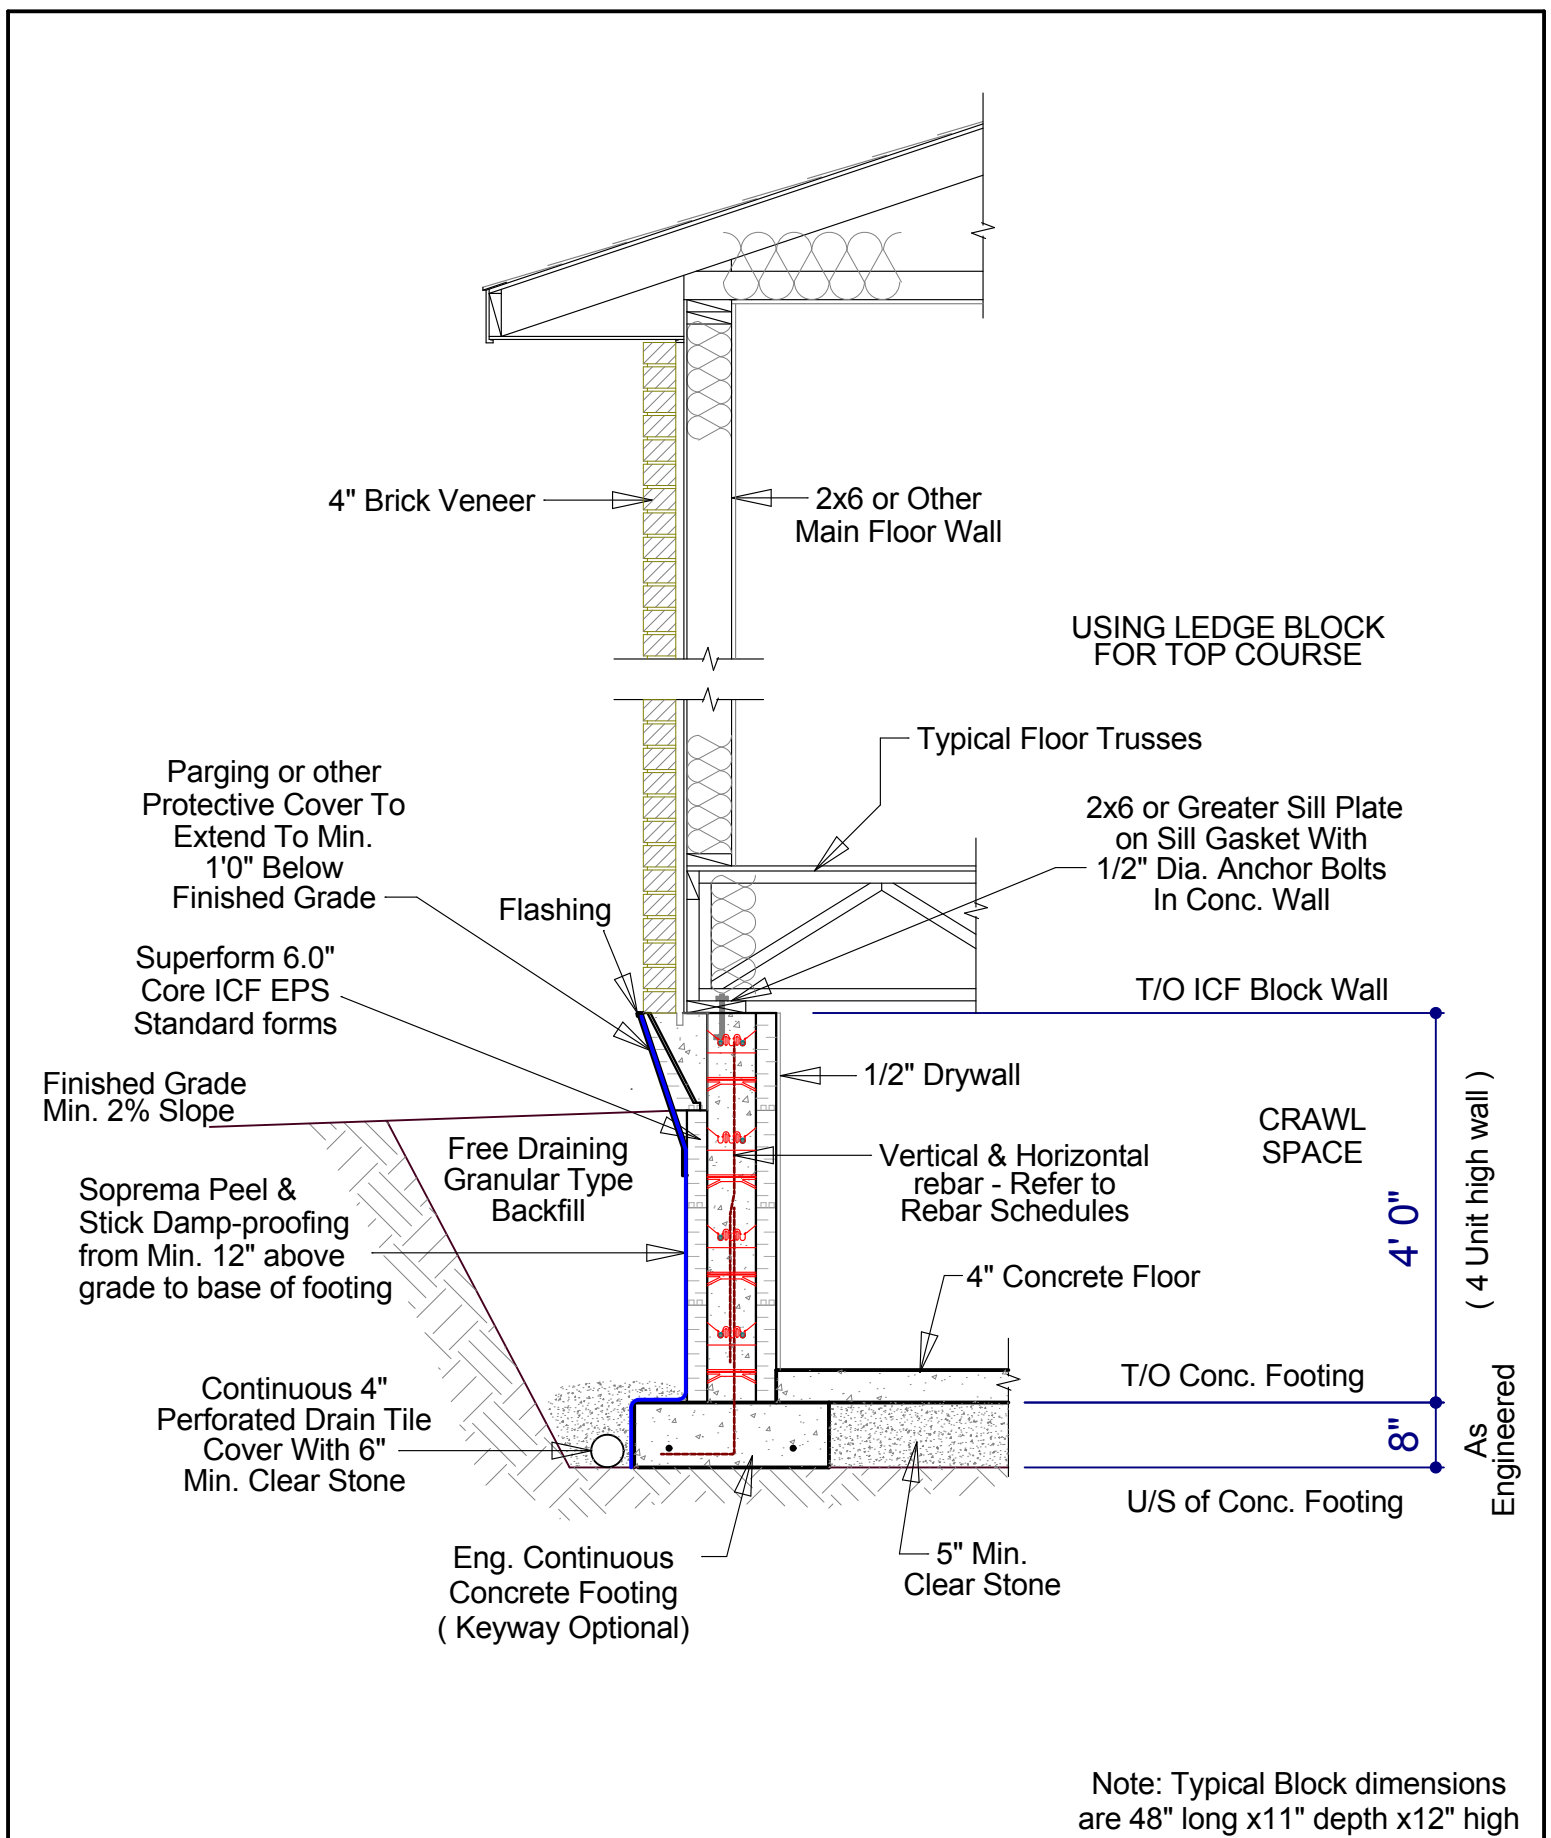 4" Brick Veneer
2x6 or Other
Main Floor Wall
USING LEDGE BLOCK
FOR TOP COURSE
Typical Floor Trusses
Parging or other
Protective Cover To
Extend To Min.
1'0" Below
Finished Grade
2x6 or Greater Sill Plate
on Sill Gasket With
1/2" Dia. Anchor Bolts
In Conc. Wall
Flashing
Superform 6.0"
Core ICF EPS
Standard forms
T/O ICF Block Wall
Finished Grade
Min. 2% Slope
1/2" Drywall
CRAWL
SPACE
Free Draining
Granular Type
Backfill
Vertical & Horizontal
rebar - Refer to
Rebar Schedules
4' 0"
( 4 Unit high wall )
Soprema Peel &
Stick Damp-proofing
from Min. 12" above
grade to base of footing
4" Concrete Floor
T/O Conc. Footing
Continuous 4"
Perforated Drain Tile
Cover With 6"
Min. Clear Stone
8"
As
Engineered
U/S of Conc. Footing
Eng. Continuous
Concrete Footing
( Keyway Optional)
5" Min.
Clear Stone
Note: Typical Block dimensions
are 48" long x11" depth x12" high